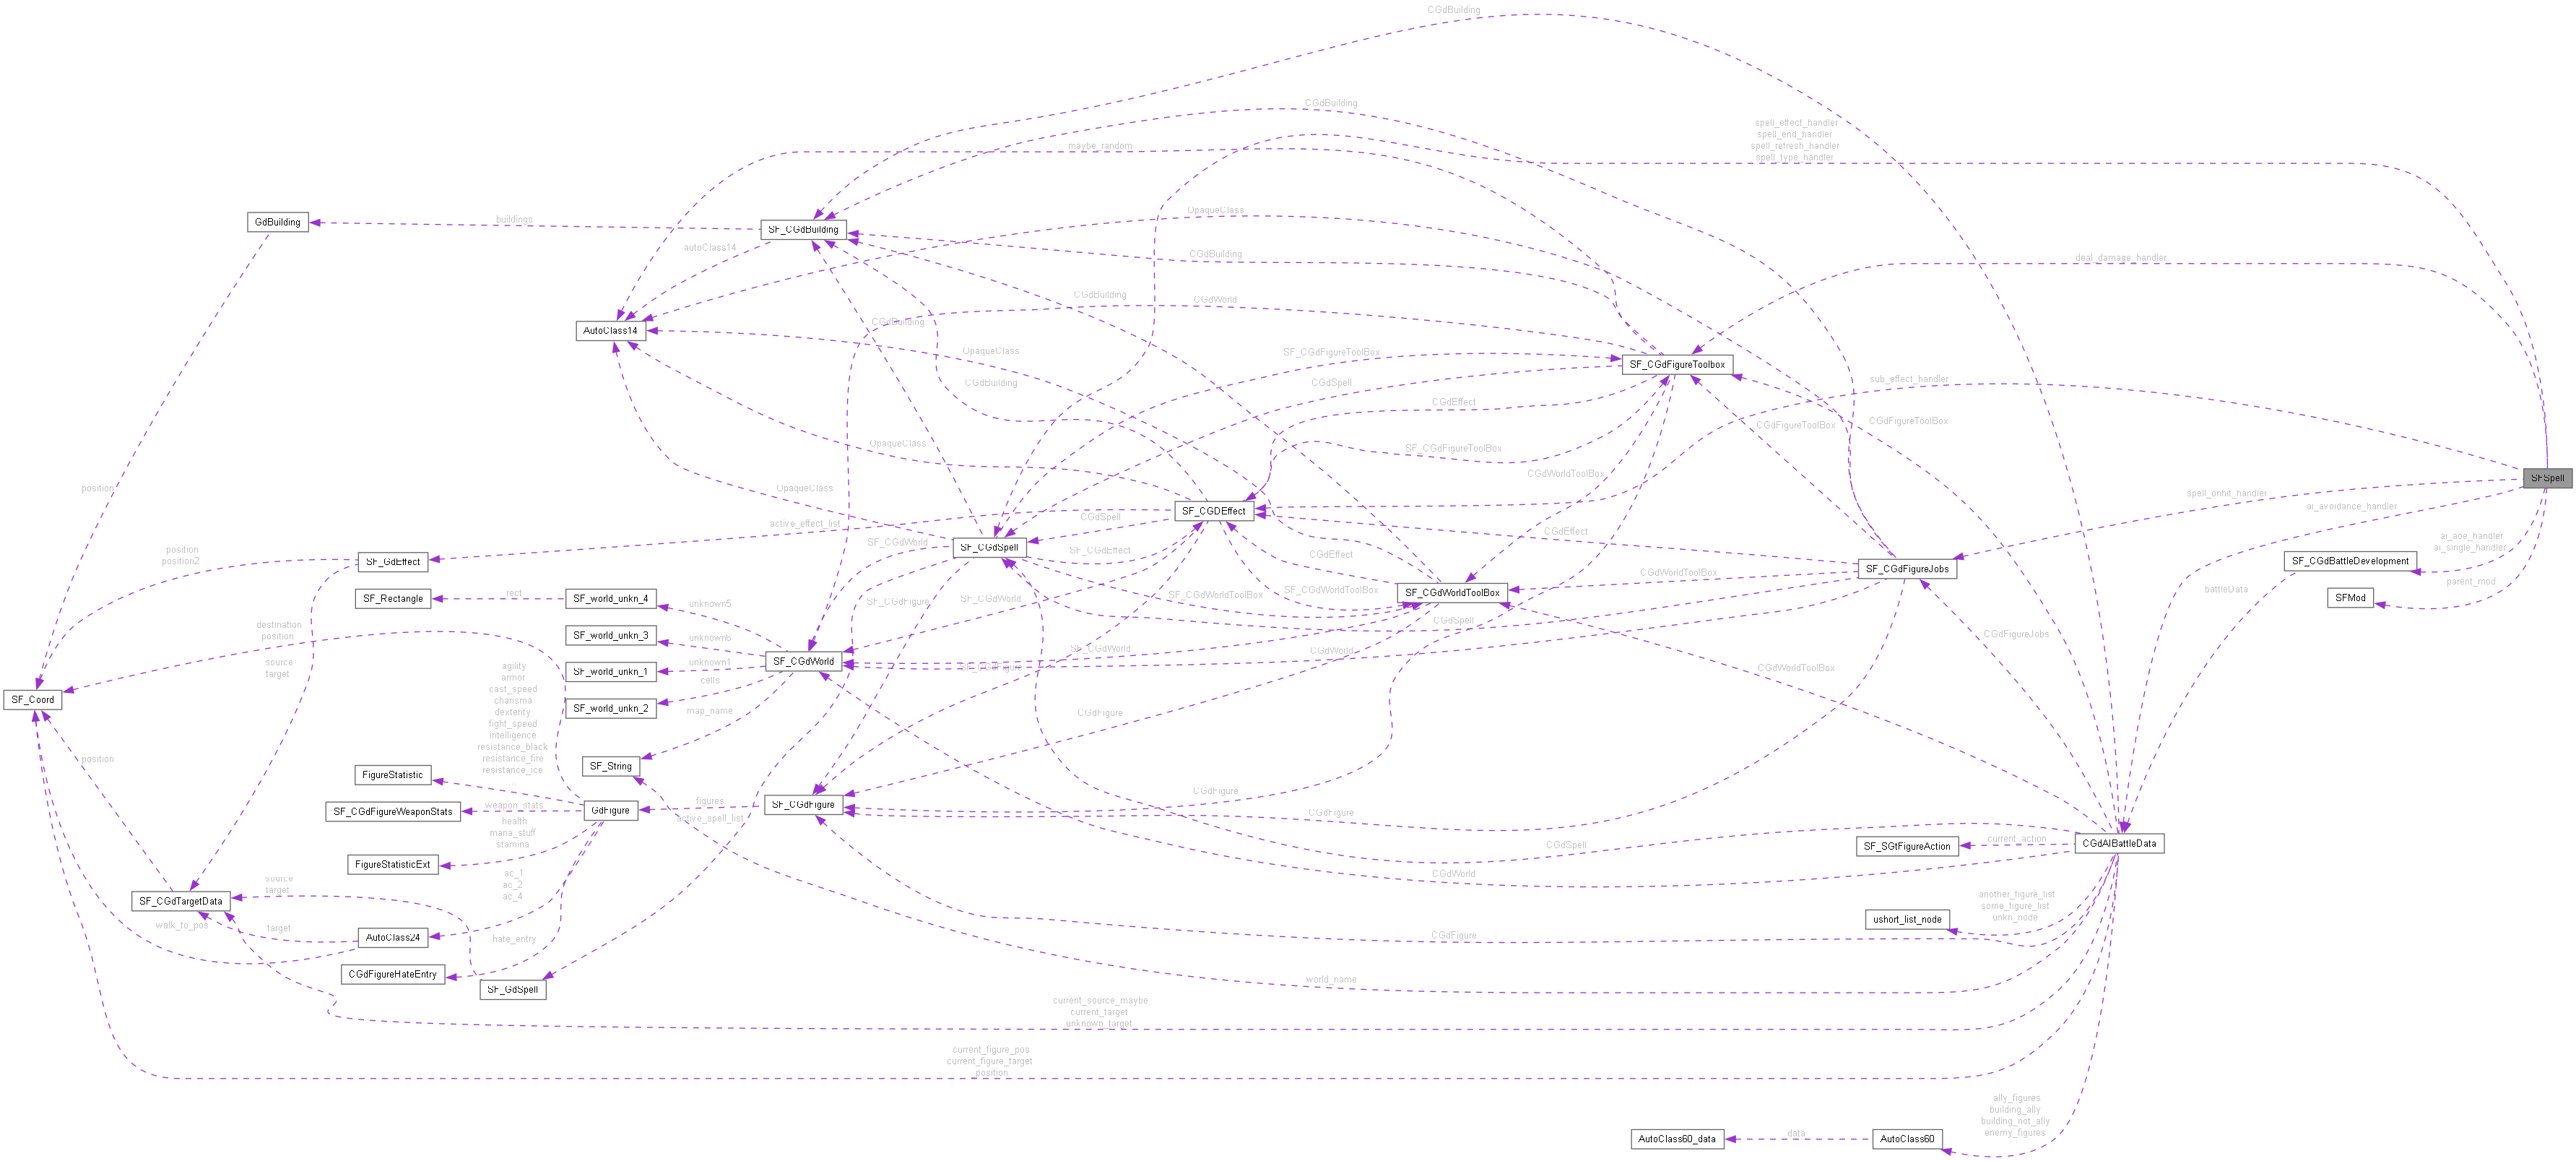 CGdBuilding
CGdBuilding
spell_effect_handler
spell_end_handler
spell_refresh_handler
spell_type_handler
maybe_random
OpaqueClass
GdBuilding
buildings
SF_CGdBuilding
autoClass14
CGdBuilding
deal_damage_handler
CGdBuilding
CGdWorld
AutoClass14
CGdBuilding
OpaqueClass
SF_CGdFigureToolBox
SF_CGdFigureToolbox
CGdBuilding
CGdSpell
sub_effect_handler
CGdEffect
CGdFigureToolBox
CGdFigureToolBox
OpaqueClass
SF_CGdFigureToolBox
CGdWorldToolBox
SFSpell
position
OpaqueClass
spell_onhit_handler
ai_avoidance_handler
SF_CGDEffect
active_effect_list
CGdSpell
CGdEffect
ai_aoe_handler
ai_single_handler
SF_CGdWorld
SF_CGdSpell
SF_CGdEffect
CGdEffect
position
position2
SF_GdEffect
SF_CGdFigureJobs
SF_CGdBattleDevelopment
CGdWorldToolBox
parent_mod
rect
SF_Rectangle
SF_world_unkn_4
unknown5
SF_CGdFigure
SF_CGdWorld
SF_CGdWorldToolBox
SF_CGdWorldToolBox
SF_CGdWorldToolBox
battleData
SFMod
destination
position
SF_world_unkn_3
unknown6
CGdSpell
CGdFigureJobs
source
target
SF_world_unkn_1
unknown1
SF_CGdWorld
SF_CGdFigure
SF_CGdWorld
CGdWorld
CGdWorldToolBox
agility
armor
cast_speed
charisma
dexterity
fight_speed
intelligence
resistance_black
resistance_fire
resistance_ice
cells
SF_Coord
SF_world_unkn_2
map_name
CGdFigure
position
SF_String
FigureStatistic
CGdFigure
SF_CGdFigureWeaponStats
weapon_stats
GdFigure
figures
SF_CGdFigure
CGdFigure
active_spell_list
health
mana_stuff
stamina
current_action
SF_SGtFigureAction
CGdAIBattleData
CGdSpell
FigureStatisticExt
CGdWorld
source
target
ac_1
ac_2
ac_4
SF_CGdTargetData
another_figure_list
some_figure_list
unkn_node
ushort_list_node
walk_to_pos
target
AutoClass24
hate_entry
CGdFigure
CGdFigureHateEntry
SF_GdSpell
world_name
current_source_maybe
current_target
unknown_target
current_figure_pos
current_figure_target
position
ally_figures
building_ally
building_not_ally
enemy_figures
AutoClass60_data
data
AutoClass60